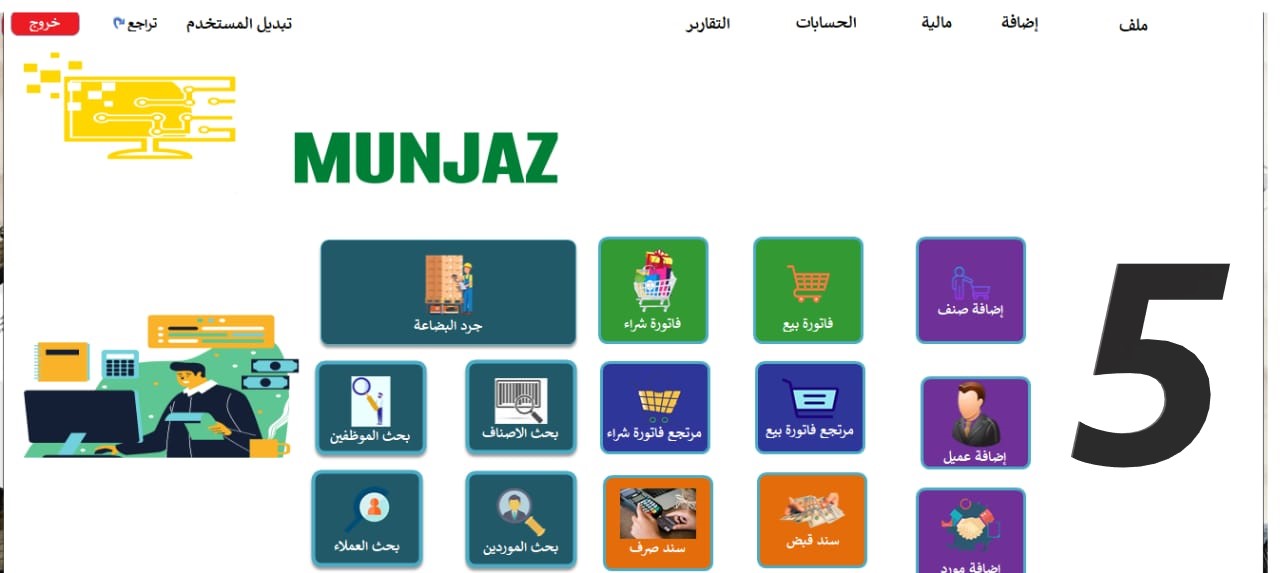 ملف إضافة مالية الحسابات التقارير تبديل المستخدم تراجع خروج
MUNJAZ
5
إضافة صنف فاتورة بيع فاتورة شراء جرد البضاعة
إضافة عميل مرتجع فاتورة بيع مرتجع فاتورة شراء بحث الاصناف بحث الموظفين
إضافة مورد سند قبض سند صرف بحث الموردين بحث العملاء